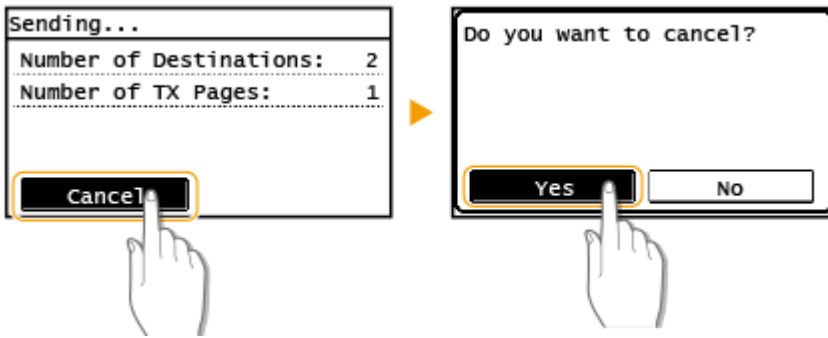 Sending...
Number of Destinations: 2
Number of TX Pages: 1
Cancel
Do you want to cancel?
Yes
No